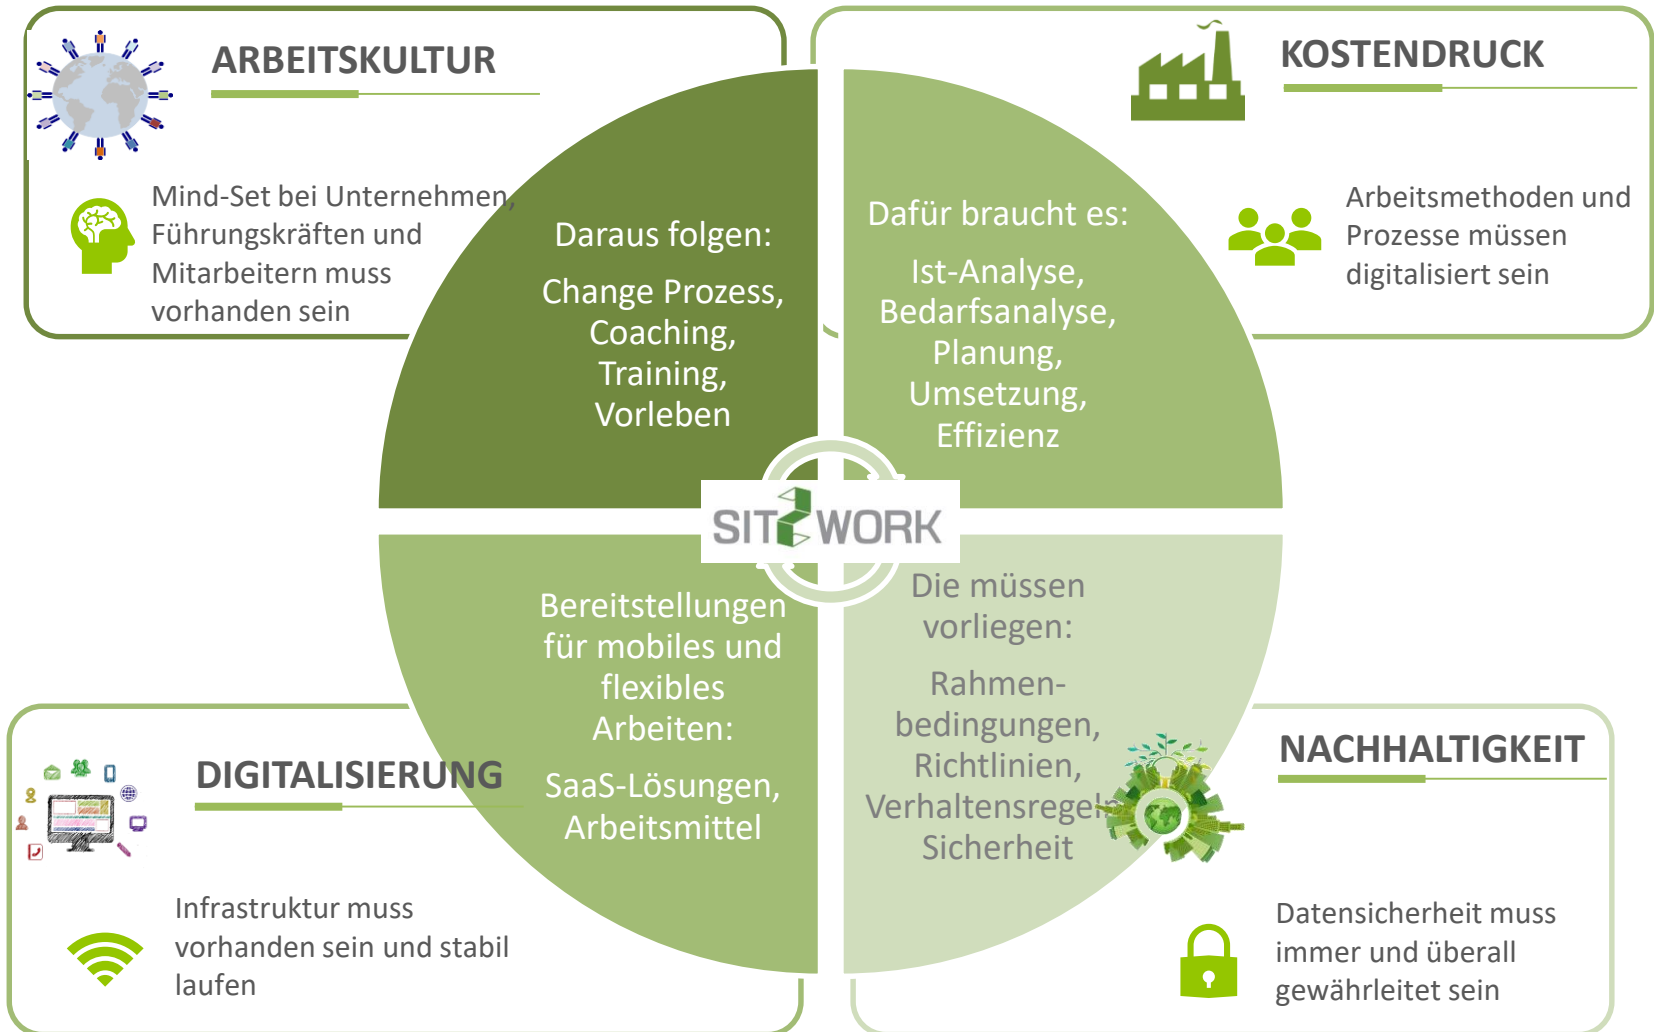 ARBEITSKULTUR
Mind-Set bei Unternehmen,
Führungskräften und
Mitarbeitern muss
vorhanden sein
Daraus folgen:
Change Prozess,
Coaching,
Training,
Vorleben
KOSTENDRUCK
Arbeitsmethoden und
Prozesse müssen
digitalisiert sein
Dafür braucht es:
Ist-Analyse,
Bedarfsanalyse,
Planung,
Umsetzung,
Effizienz
SIT2WORK
DIGITALISIERUNG
Infrastruktur muss
vorhanden sein und stabil
laufen
Bereitstellungen
für mobiles und
flexibles
Arbeiten:
SaaS-Lösungen,
Arbeitsmittel
Die müssen
vorliegen:
Rahmen-
bedingungen,
Richtlinien,
Verhaltensregeln
Sicherheit
NACHHALTIGKEIT
Datensicherheit muss
immer und überall
gewährleitet sein